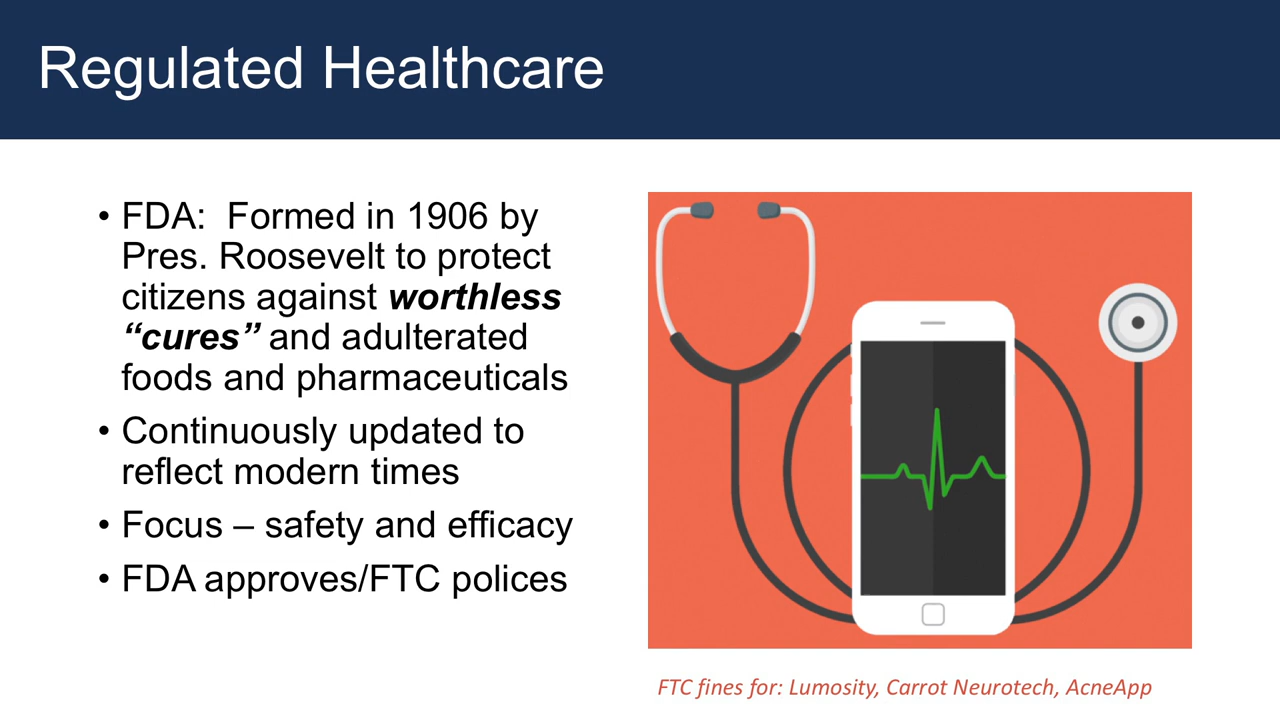 Regulated Healthcare
• FDA:  Formed in 1906 by
Pres. Roosevelt to protect
citizens against worthless
“cures” and adulterated
foods and pharmaceuticals
• Continuously updated to
reflect modern times
• Focus – safety and efficacy
• FDA approves/FTC polices
FTC fines for: Lumosity, Carrot Neurotech, AcneApp